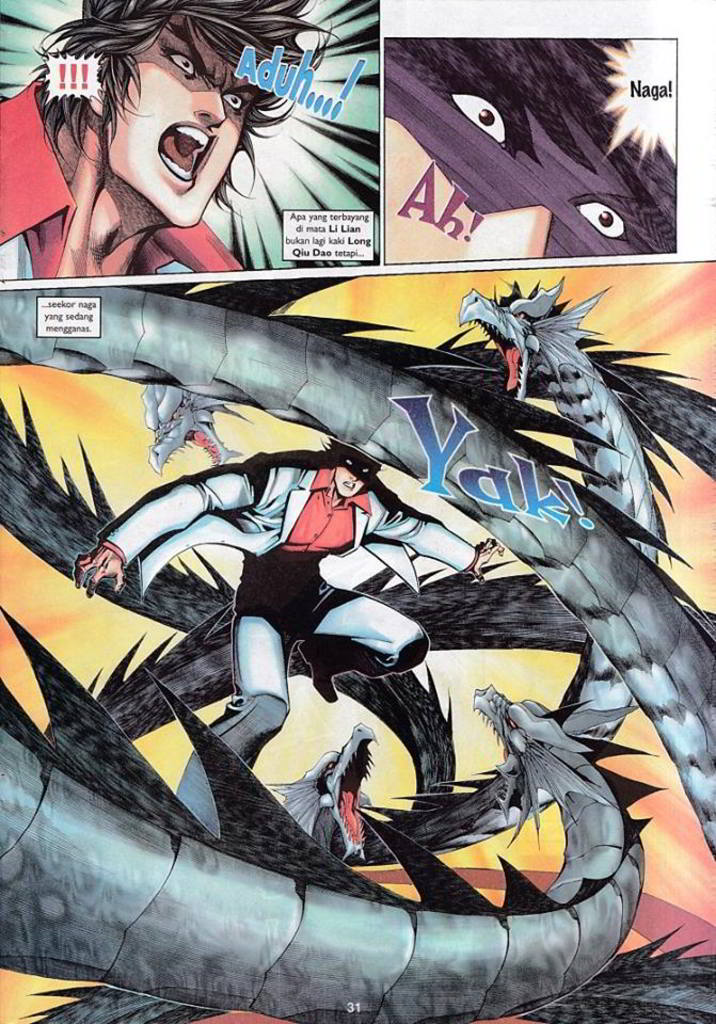 !!!
Aduh....!
Apa yang terbayang
di mata Li Lian
bukan lagi kaki Long
Qiu Dao tetapi...
Naga!
Ah!
...seekor naga
yang sedang
mengganas.
Yak!
31